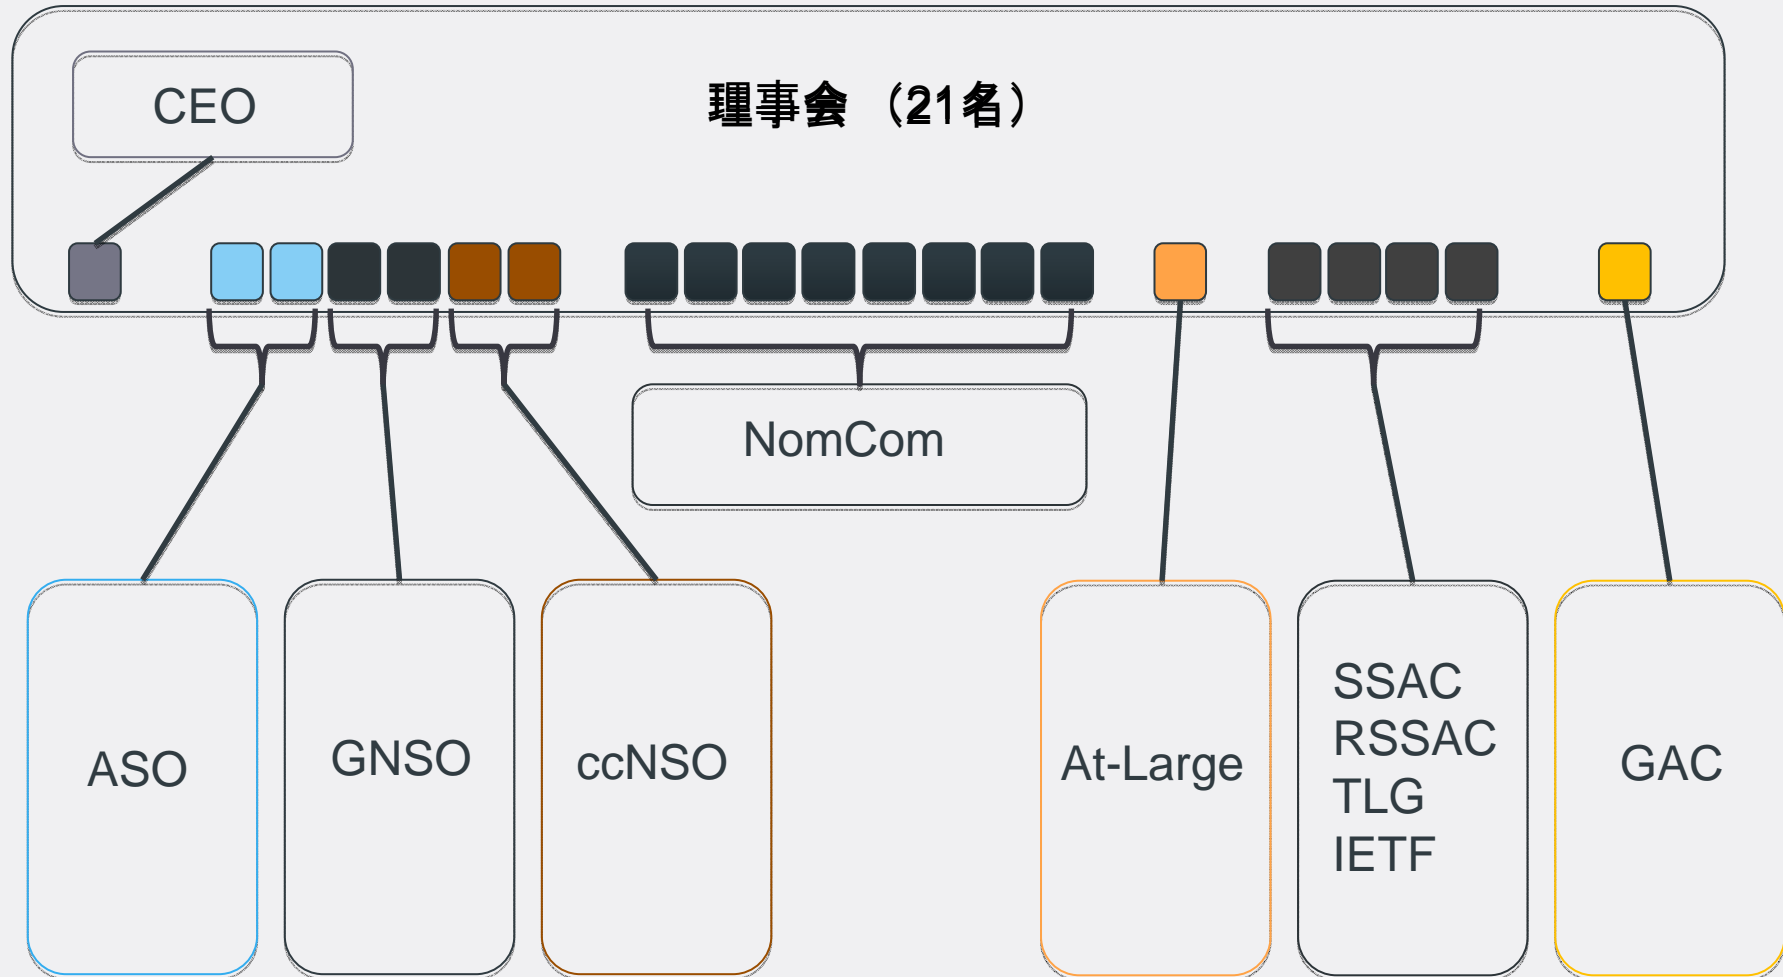 CEO
理事会（21名）
NomCom
ASO
GNSO
ccNSO
At-Large
SSAC
RSSAC
TLG
IETF
GAC